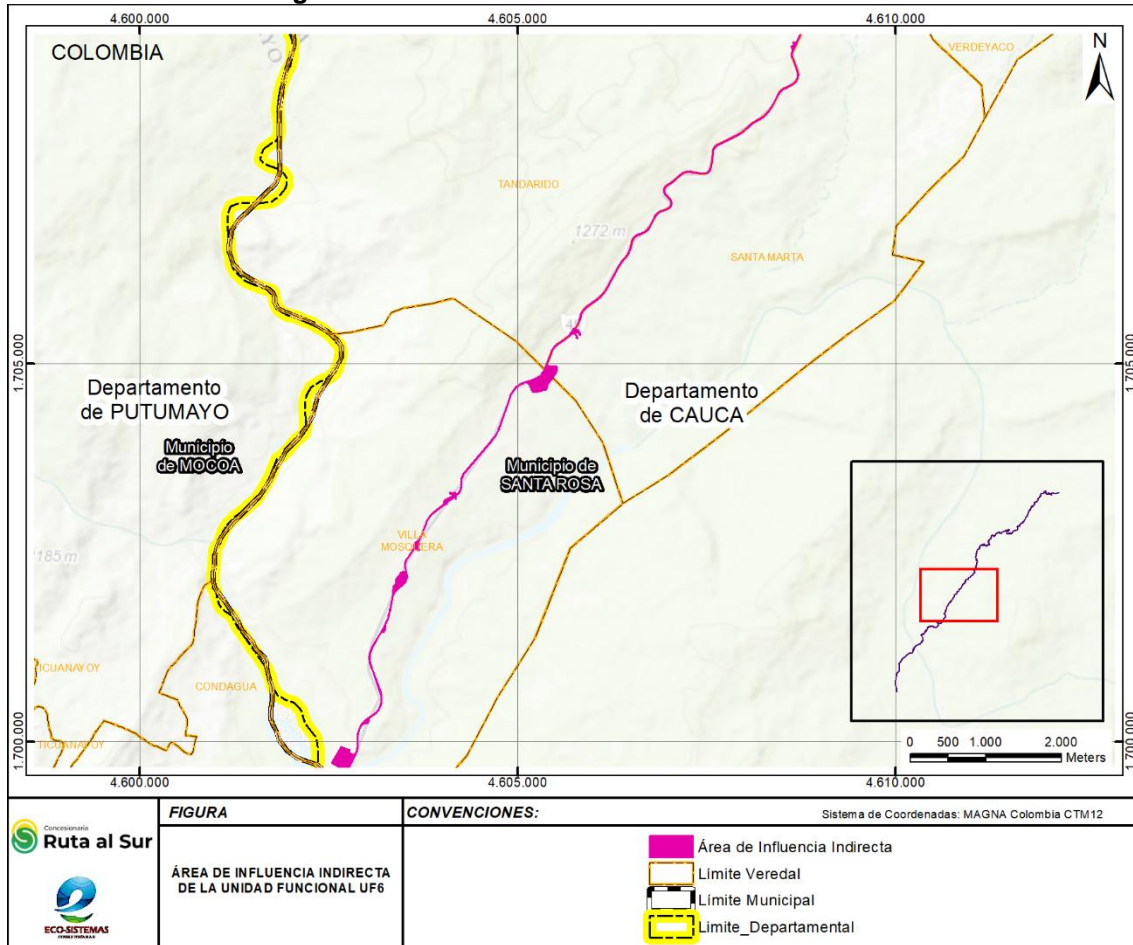 4.600.000
4.605.000
4.610.000
COLOMBIA
VERDEYACO
N
TANDARIDO
1272 m
SANTA MARTA
1.705.000
1.705.000
Departamento
de PUTUMAYO
Departamento
de CAUCA
Municipio
de MOCOA
Municipio de
SANTA ROSA
VILLA
MOSQUERA
1185 m
ICUANAYOY
CONDAGUA
TICUANAYOY
1.700.000
1.700.000
0 500 1.000 2.000
Meters
4.600.000
4.605.000
4.610.000
Concesionaria
Ruta al Sur
ECO-SISTEMAS
FIGURA
ÁREA DE INFLUENCIA INDIRECTA
DE LA UNIDAD FUNCIONAL UF6
CONVENCIONES:
Sistema de Coordenadas: MAGNA Colombia CTM12
Área de Influencia Indirecta
Límite Veredal
Límite Municipal
Limite_Departamental